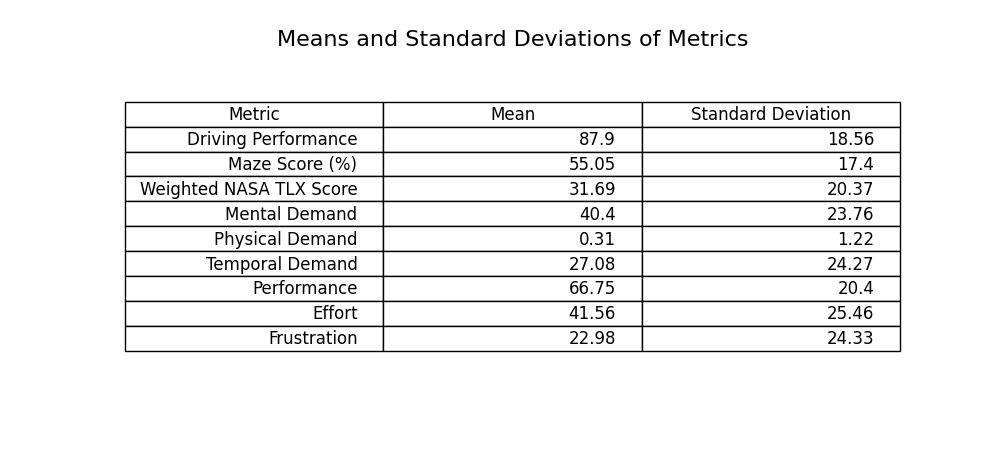 Means and Standard Deviations of Metrics
Metric Mean Standard Deviation
Driving Performance 87.9 18.56
Maze Score (%) 55.05 17.4
Weighted NASA TLX Score 31.69 20.37
Mental Demand 40.4 23.76
Physical Demand 0.31 1.22
Temporal Demand 27.08 24.27
Performance 66.75 20.4
Effort 41.56 25.46
Frustration 22.98 24.33